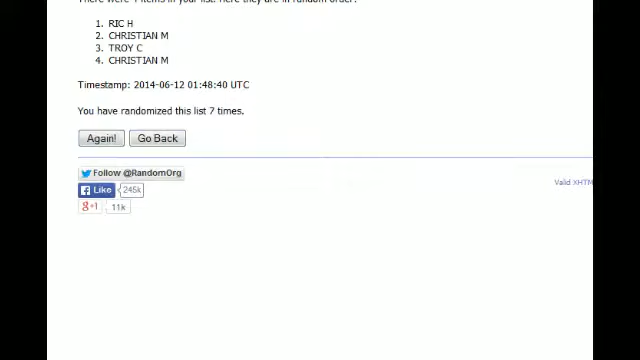 There were 4 items in your list. Here they are in random order:
1. RIC H
2. CHRISTIAN M
3. TROY C
4. CHRISTIAN M
Timestamp: 2014-06-12 01:48:40 UTC
You have randomized this list 7 times.
Again! Go Back
Follow @RandomOrg
Like 245k
Valid XHTM
g+1 11k